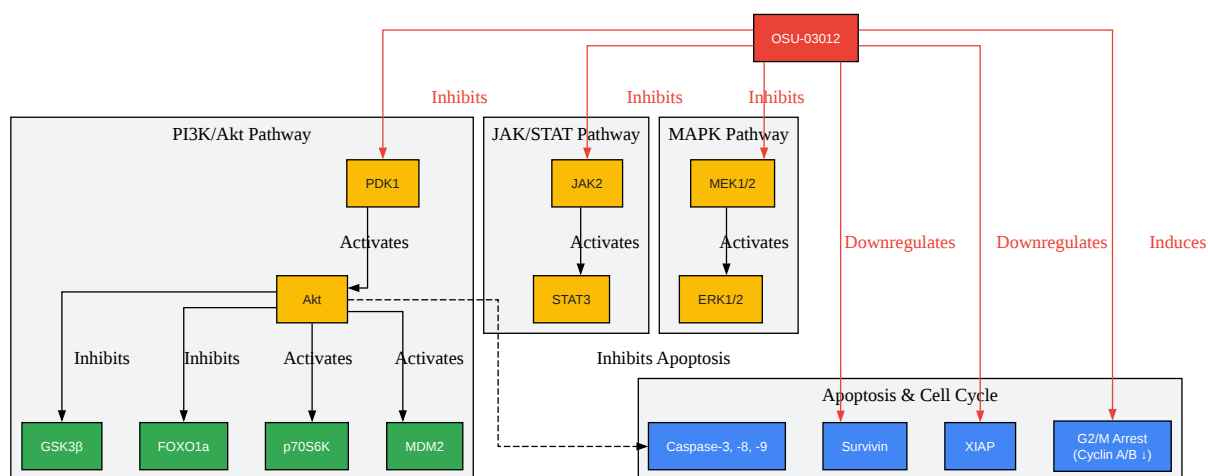 OSU-03012
Inhibits
Inhibits
Inhibits
PI3K/Akt Pathway
JAK/STAT Pathway
MAPK Pathway
PDK1
JAK2
MEK1/2
Activates
Activates
Activates
Downregulates
Downregulates
Induces
Akt
STAT3
ERK1/2
Inhibits
Inhibits
Activates
Activates
Inhibits Apoptosis
Apoptosis & Cell Cycle
GSK3β
FOXO1a
p70S6K
MDM2
Caspase-3, -8, -9
Survivin
XIAP
G2/M Arrest
(Cyclin A/B ↓)